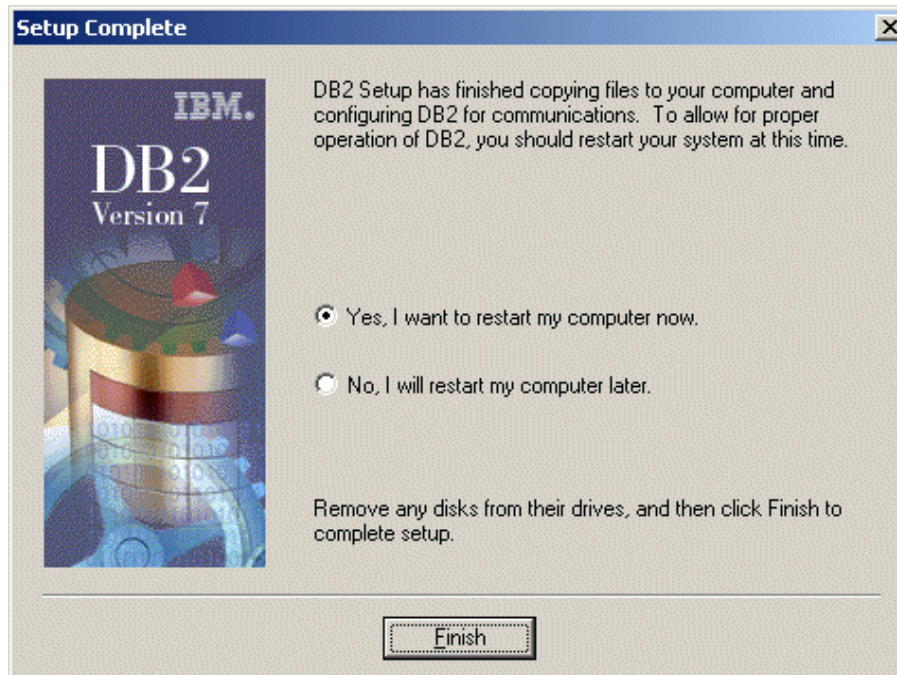 Setup Complete
IBM.
DB2
Version 7
DB2 Setup has finished copying files to your computer and
configuring DB2 for communications. To allow for proper
operation of DB2, you should restart your system at this time.
Yes, I want to restart my computer now.
No, I will restart my computer later.
Remove any disks from their drives, and then click Finish to
complete setup.
Finish